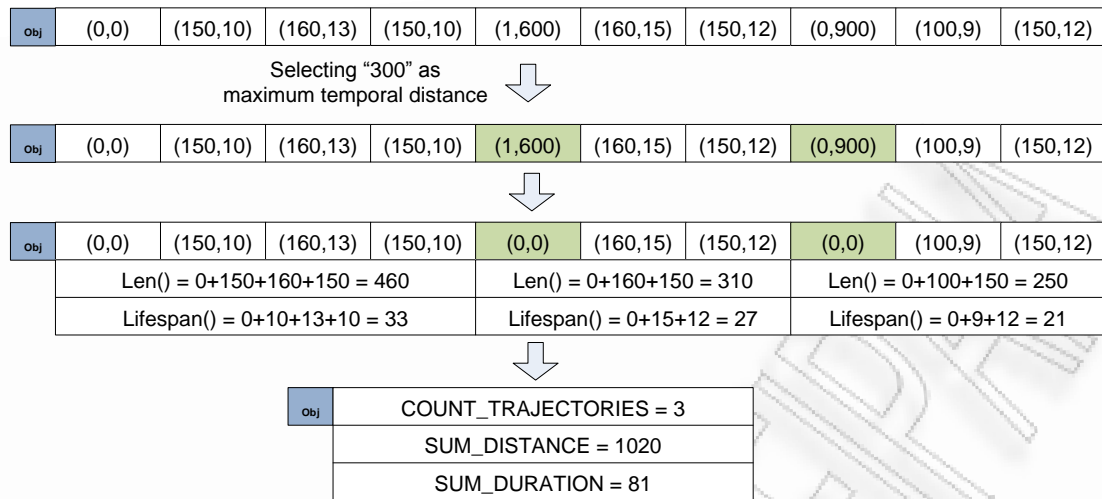 Obj (0,0) (150,10) (160,13) (150,10) (1,600) (160,15) (150,12) (0,900) (100,9) (150,12)
Selecting “300” as
maximum temporal distance
Obj (0,0) (150,10) (160,13) (150,10) (1,600) (160,15) (150,12) (0,900) (100,9) (150,12)
Obj (0,0) (150,10) (160,13) (150,10) (0,0) (160,15) (150,12) (0,0) (100,9) (150,12)
Len() = 0+150+160+150 = 460 Len() = 0+160+150 = 310 Len() = 0+100+150 = 250
Lifespan() = 0+10+13+10 = 33 Lifespan() = 0+15+12 = 27 Lifespan() = 0+9+12 = 21
Obj COUNT_TRAJECTORIES = 3
SUM_DISTANCE = 1020
SUM_DURATION = 81